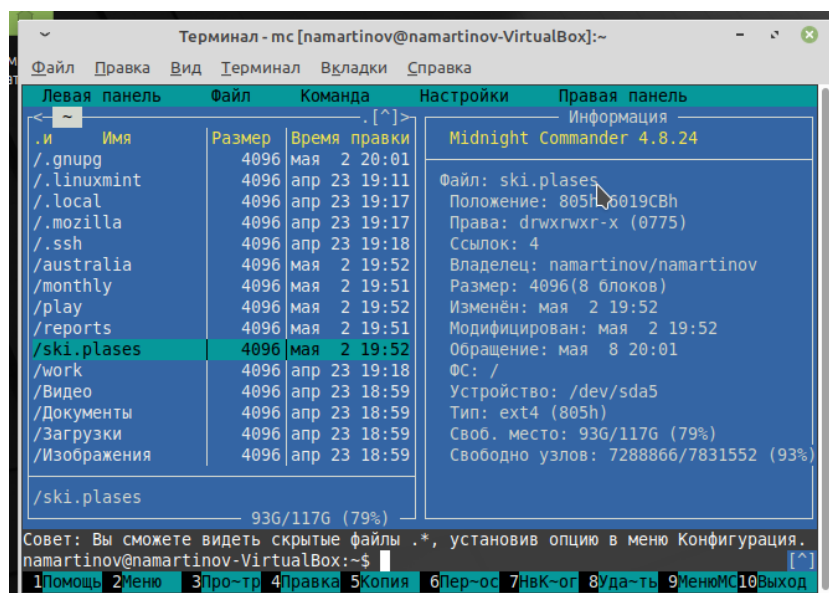 Терминал - mc [namartinov@namartinov-VirtualBox]:~
Файл Правка Вид Терминал Вкладки Справка
Левая панель Файл Команда Настройки Правая панель
<- ~ .[^]> Информация
.и Имя Размер Время правки Midnight Commander 4.8.24
/.gnupg 4096 мая 2 20:01
/.linuxmint 4096 апр 23 19:11 Файл: ski.plases
/.local 4096 апр 23 19:17 Положение: 805h 6019CBh
/.mozilla 4096 апр 23 19:17 Права: drwxrwxr-x (0775)
/.ssh 4096 апр 23 19:18 Ссылок: 4
/australia 4096 мая 2 19:52 Владелец: namartinov/namartinov
/monthly 4096 мая 2 19:51 Размер: 4096(8 блоков)
/play 4096 мая 2 19:52 Изменён: мая 2 19:52
/reports 4096 мая 2 19:51 Модифицирован: мая 2 19:52
/ski.plases 4096 мая 2 19:52 Обращение: мая 8 20:01
/work 4096 апр 23 19:18 ФС: /
/Видео 4096 апр 23 18:59 Устройство: /dev/sda5
/Документы 4096 апр 23 18:59 Тип: ext4 (805h)
/Загрузки 4096 апр 23 18:59 Своб. место: 93G/117G (79%)
/Изображения 4096 апр 23 18:59 Свободно узлов: 7288866/7831552 (93%)
/ski.plases
93G/117G (79%)
Совет: Вы сможете видеть скрытые файлы .*, установив опцию в меню Конфигурация.
namartinov@namartinov-VirtualBox:~$ [^]
1Помощь 2Меню 3Про~тр 4Правка 5Копия 6Пер~ос 7НвК~ог 8Уда~ть 9МенюМС 10Выход